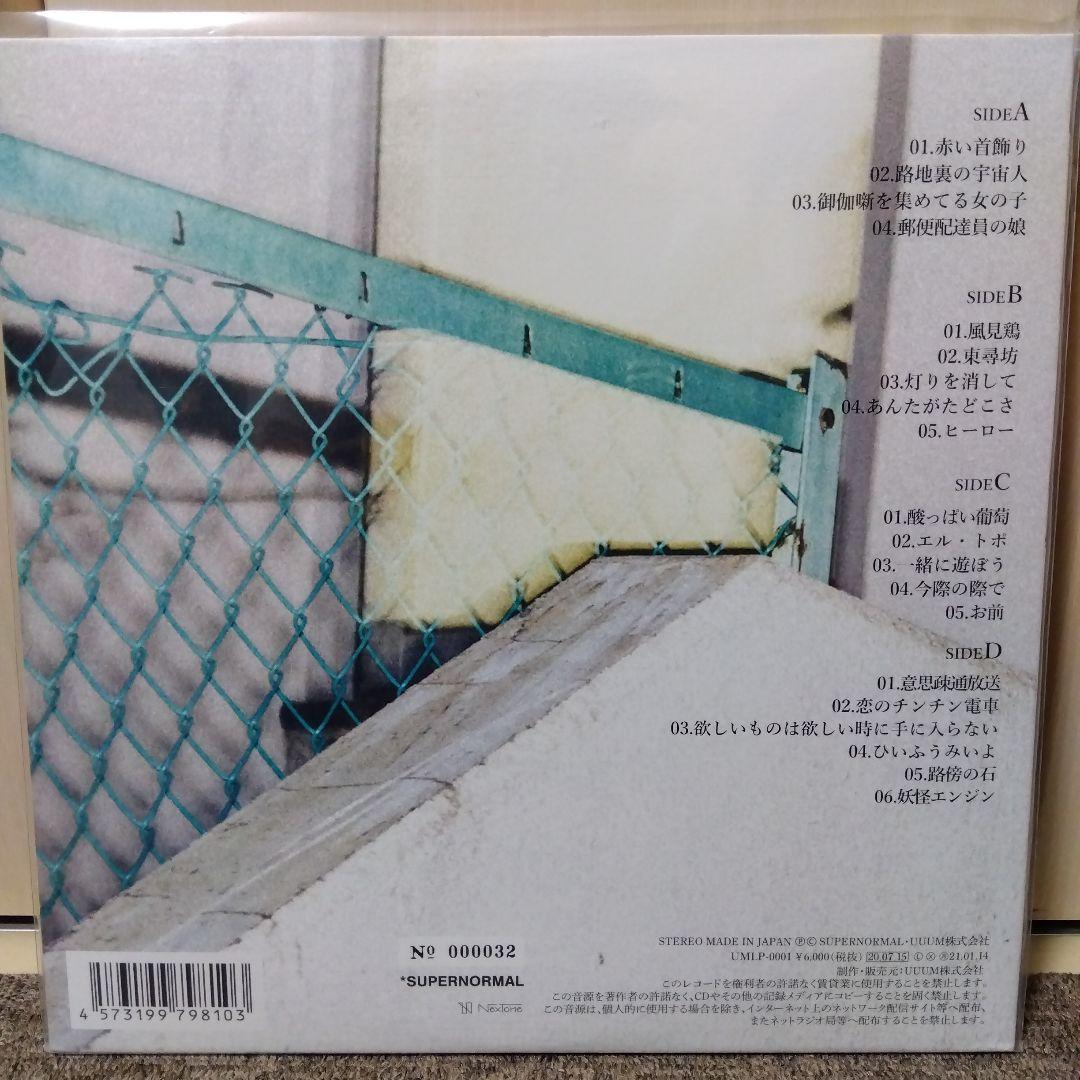 SIDE A
01.赤い首飾り
02.路地裏の宇宙人
03.御伽噺を集めてる女の子
04.郵便配達員の娘
SIDE B
01.風見鶏
02.東尋坊
03.灯りを消して
04.あんたがたどこさ
05.ヒーロー
SIDE C
01.酸っぱい葡萄
02.エル・トポ
03.一緒に遊ぼう
04.今際の際で
05.お前
SIDE D
01.意思疎通放送
02.恋のチンチン電車
03.欲しいものは欲しい時に手に入らない
04.ひいふうみいよ
05.路傍の石
06.妖怪エンジン
Nº 000032
*SUPERNORMAL
NexTone
4 573199 798103
STEREO MADE IN JAPAN ℗© SUPERNORMAL・UUUM株式会社
UMLP-0001 ¥6,000(税抜) 20.07.15 Ⓛ Ⓧ 21.01.14
制作・販売元:UUUM株式会社
このレコードを権利者の許諾なく賃貸業に使用することを禁じます。
この音源を著作者の許諾なく、CDやその他の記録メディアにコピーすることを固く禁じます。
この音源は、個人的に使用する場合を除き、インターネット上のネットワーク配信サイト等へ配布、
またネットラジオ局等へ配布することを禁止します。